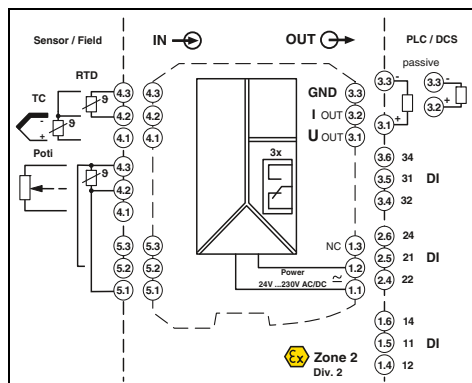 Sensor / Field
IN
OUT
PLC / DCS
RTD
passive
TC
-
+
ϑ
ϑ
4.3
4.2
4.1
4.3
4.2
4.1
GND 3.3
I OUT 3.2
U OUT 3.1
3.3 -
3.1 +
3.3 -
3.2 +
Poti
ϑ
4.3
4.2
4.1
3x
3.6 34
3.5 31 DI
3.4 32
5.3
5.2
5.1
5.3
5.2
5.1
NC 1.3
1.2
1.1
Power
24V ...230V AC/DC
2.6 24
2.5 21 DI
2.4 22
1.6 14
1.5 11 DI
1.4 12
Ex Zone 2
Div. 2